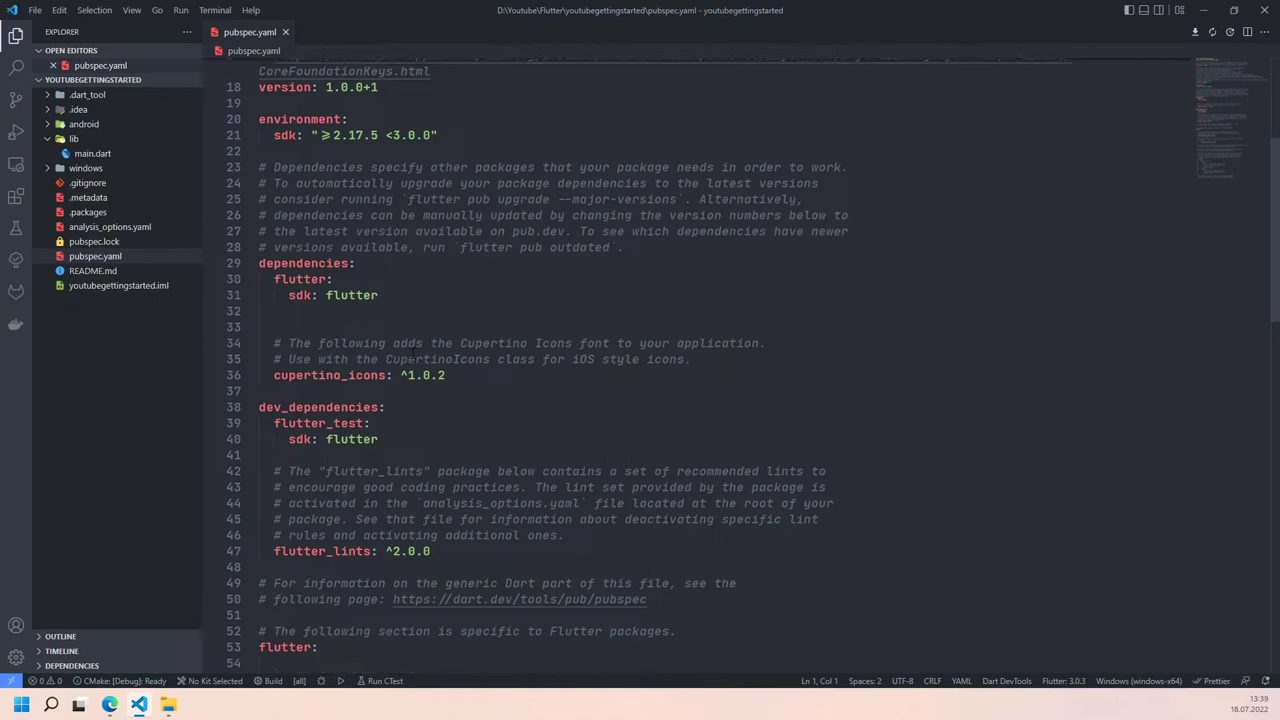 File Edit Selection View Go Run Terminal Help
D:\Youtube\Flutter\youtubegettingstarted\pubspec.yaml - youtubegettingstarted
EXPLORER
OPEN EDITORS
pubspec.yaml
YOUTUBEGETTINGSTARTED
.dart_tool
.idea
android
lib
main.dart
windows
.gitignore
.metadata
.packages
analysis_options.yaml
pubspec.lock
pubspec.yaml
README.md
youtubegettingstarted.iml
OUTLINE
TIMELINE
DEPENDENCIES
pubspec.yaml
pubspec.yaml
CoreFoundationKeys.html
18 version: 1.0.0+1
19
20 environment:
21 sdk: ">=2.17.5 <3.0.0"
22
23 # Dependencies specify other packages that your package needs in order to work.
24 # To automatically upgrade your package dependencies to the latest versions
25 # consider running `flutter pub upgrade --major-versions`. Alternatively,
26 # dependencies can be manually updated by changing the version numbers below to
27 # the latest version available on pub.dev. To see which dependencies have newer
28 # versions available, run `flutter pub outdated`.
29 dependencies:
30 flutter:
31 sdk: flutter
32
33
34 # The following adds the Cupertino Icons font to your application.
35 # Use with the CupertinoIcons class for iOS style icons.
36 cupertino_icons: ^1.0.2
37
38 dev_dependencies:
39 flutter_test:
40 sdk: flutter
41
42 # The "flutter_lints" package below contains a set of recommended lints to
43 # encourage good coding practices. The lint set provided by the package is
44 # activated in the `analysis_options.yaml` file located at the root of your
45 # package. See that file for information about deactivating specific lint
46 # rules and activating additional ones.
47 flutter_lints: ^2.0.0
48
49 # For information on the generic Dart part of this file, see the
50 # following page: https://dart.dev/tools/pub/pubspec
51
52 # The following section is specific to Flutter packages.
53 flutter:
54
0 0 CMake: [Debug]: Ready No Kit Selected Build [all] Run CTest Ln 1, Col 1 Spaces: 2 UTF-8 CRLF YAML Dart DevTools Flutter: 3.0.3 Windows (windows-x64) Prettier
13:39
18.07.2022